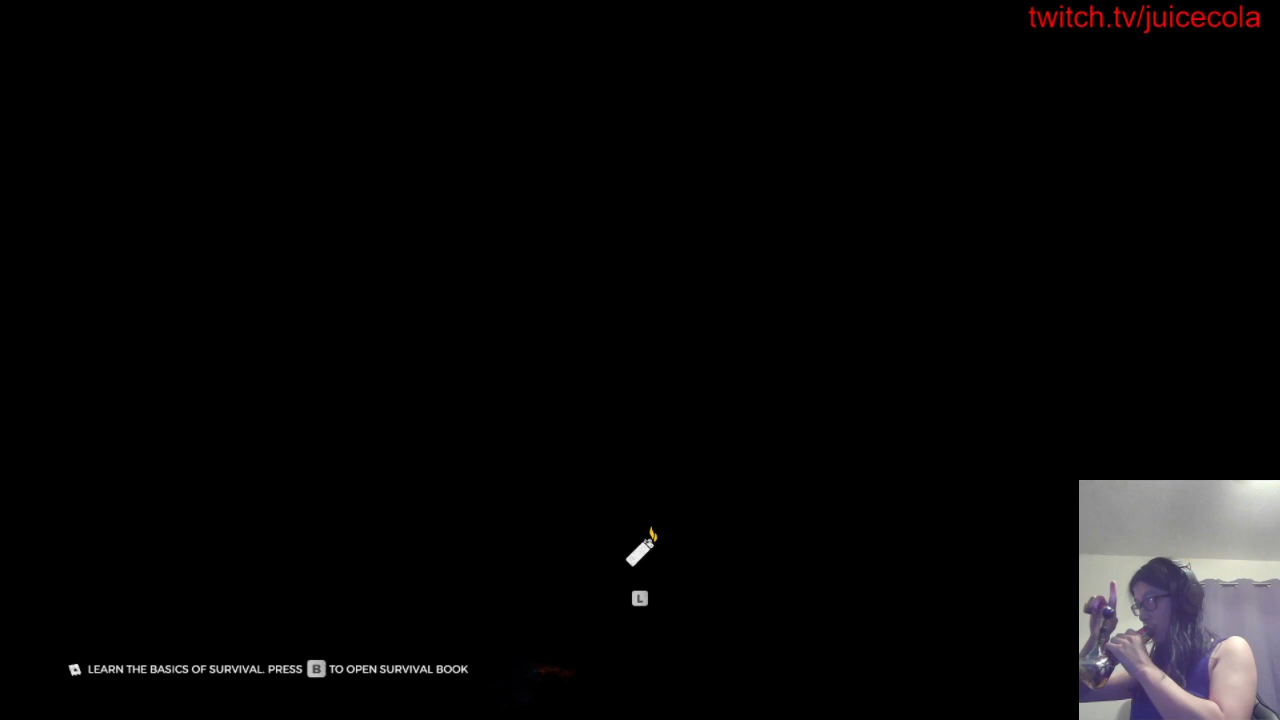 twitch.tv/juicecola
L
LEARN THE BASICS OF SURVIVAL. PRESS B TO OPEN SURVIVAL BOOK